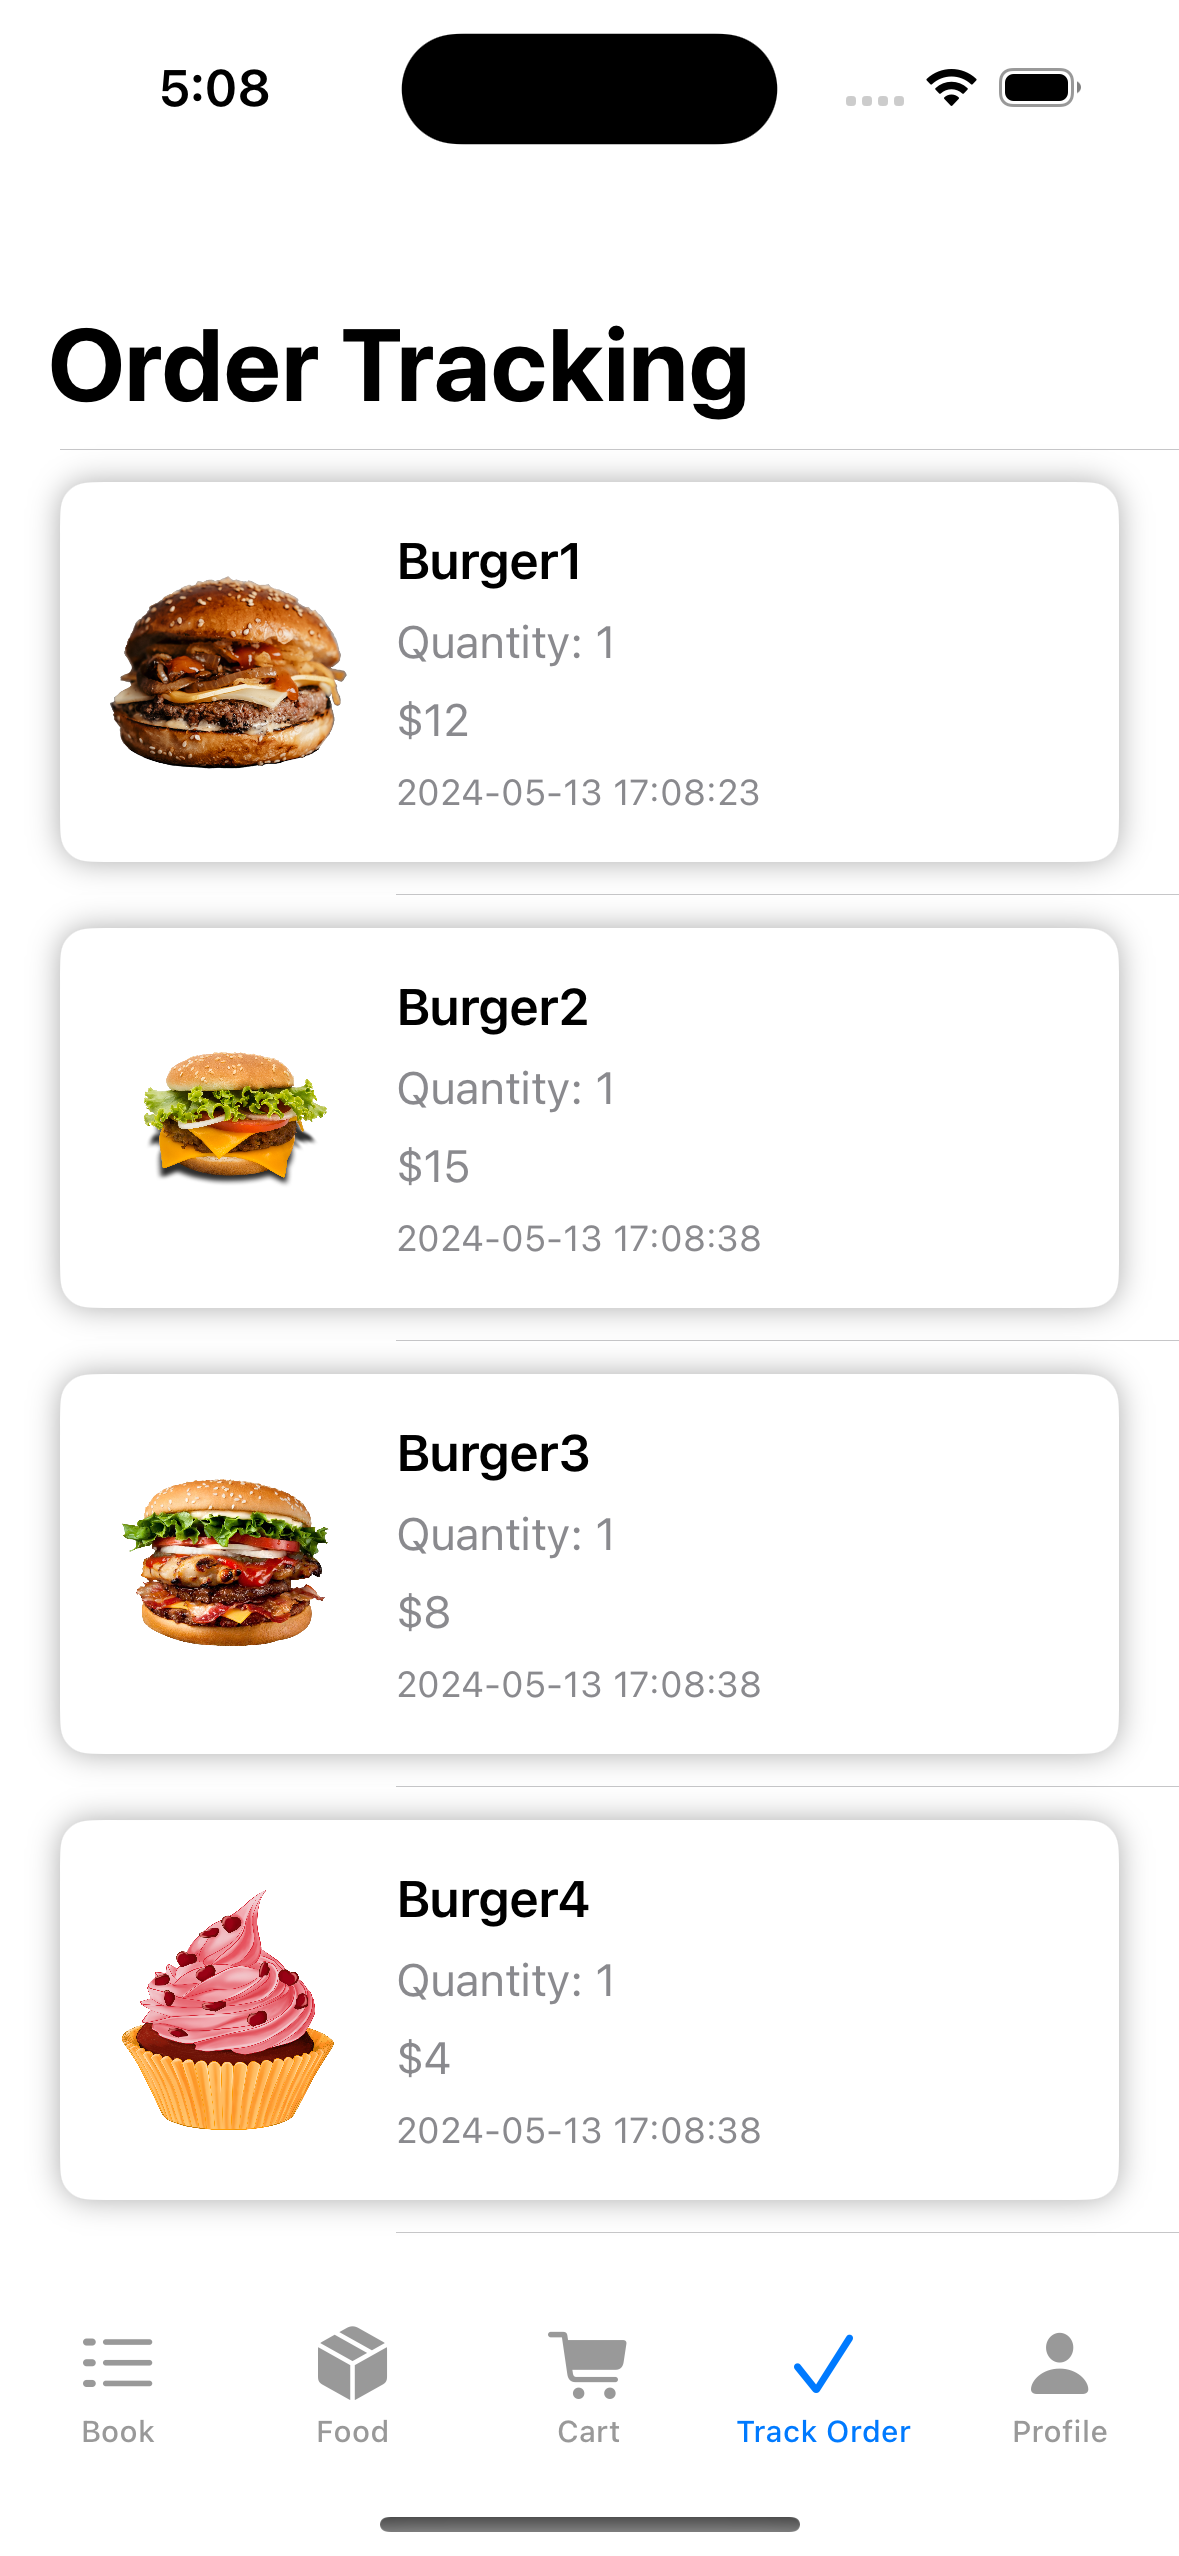 5:08
Order Tracking
Burger1
Quantity: 1
$12
2024-05-13 17:08:23
Burger2
Quantity: 1
$15
2024-05-13 17:08:38
Burger3
Quantity: 1
$8
2024-05-13 17:08:38
Burger4
Quantity: 1
$4
2024-05-13 17:08:38
Book Food Cart Track Order Profile